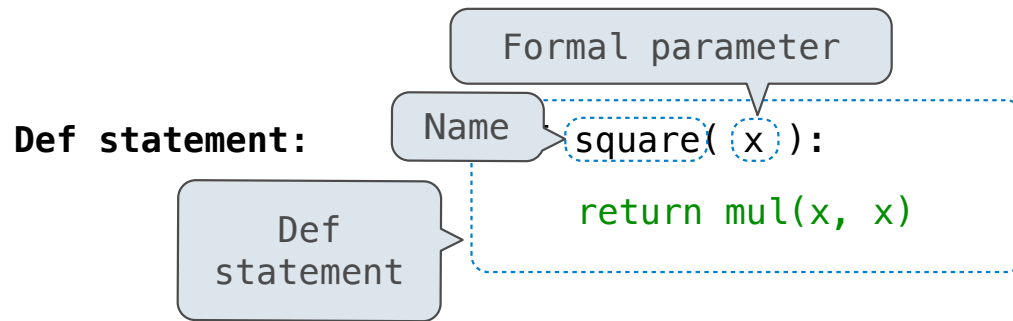 Formal parameter
Def statement:
Name
square( x ):
return mul(x, x)
Def
statement